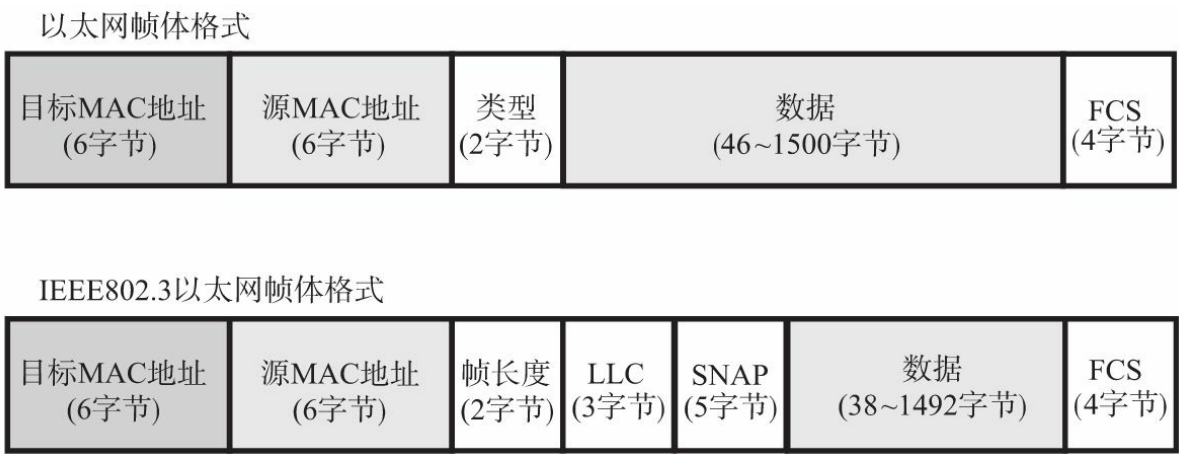 以太网帧体格式
目标MAC地址 源MAC地址 类型 数据 FCS
(6字节) (6字节) (2字节) (46~1500字节) (4字节)
IEEE802.3以太网帧体格式
目标MAC地址 源MAC地址 帧长度 LLC SNAP 数据 FCS
(6字节) (6字节) (2字节) (3字节) (5字节) (38~1492字节) (4字节)